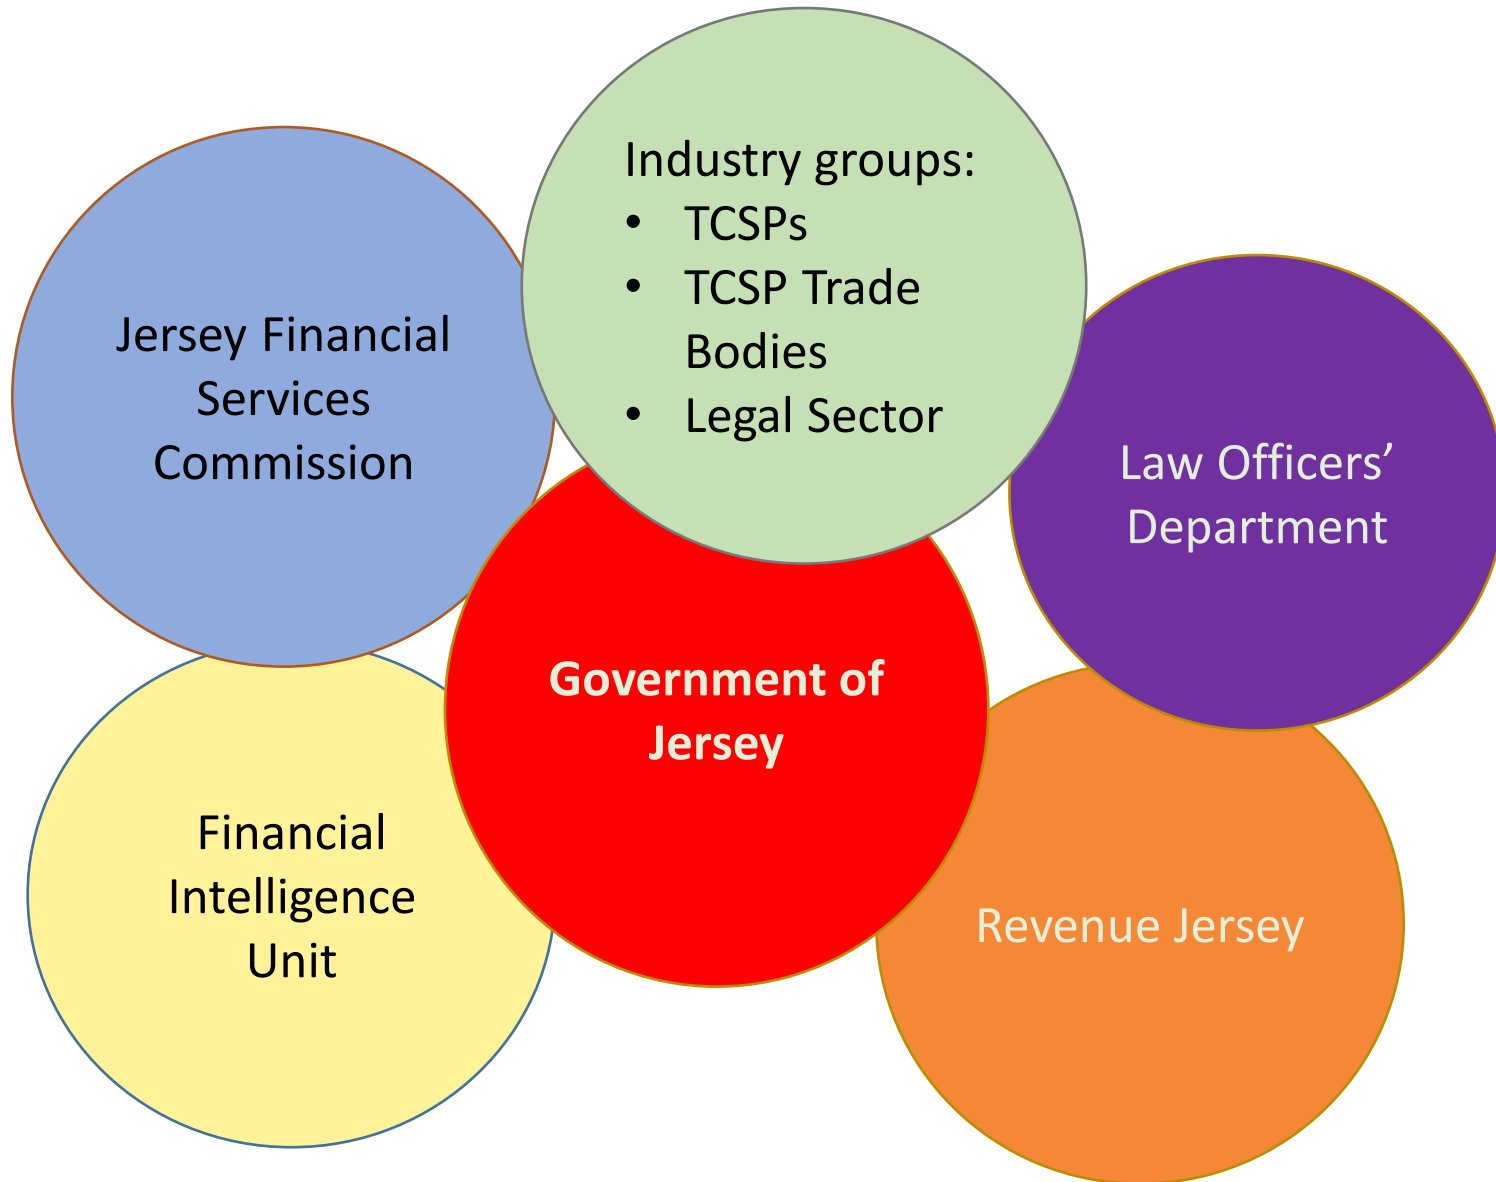 Industry groups:
• TCSPs
• TCSP Trade
Bodies
• Legal Sector
Jersey Financial
Services
Commission
Law Officers’
Department
Government of
Jersey
Financial
Intelligence
Unit
Revenue Jersey